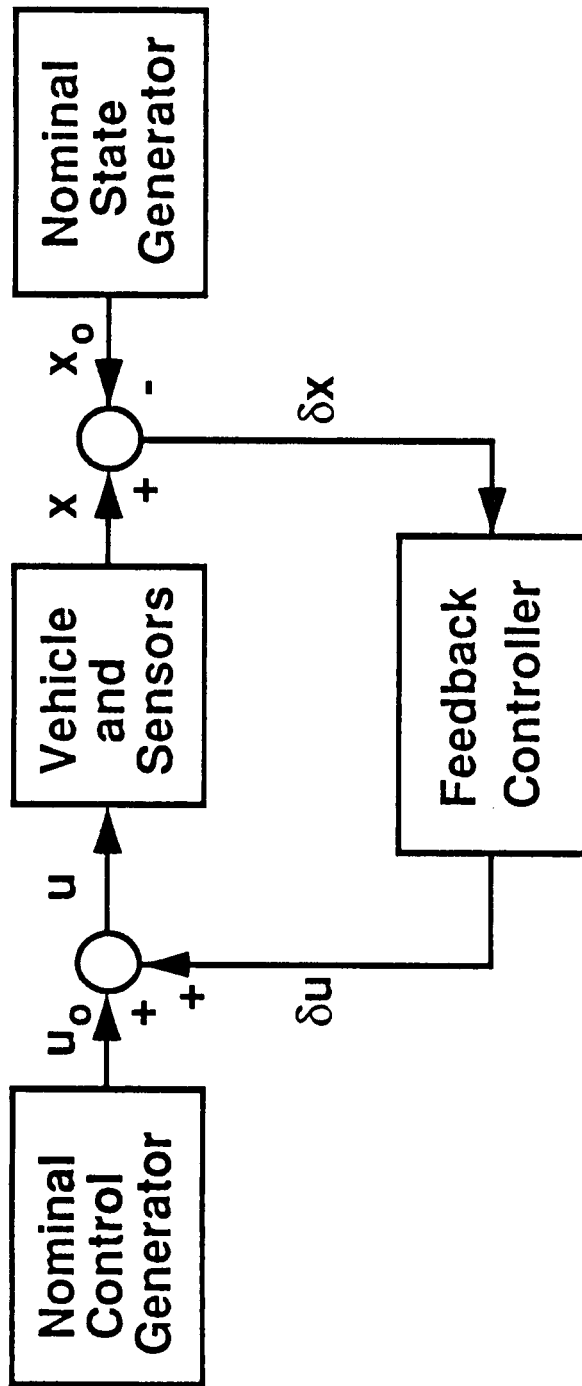 Nominal
Control
Generator
u₀
+
+
δu
u
Vehicle
and
Sensors
x
+
x₀
-
δx
Nominal
State
Generator
Feedback
Controller